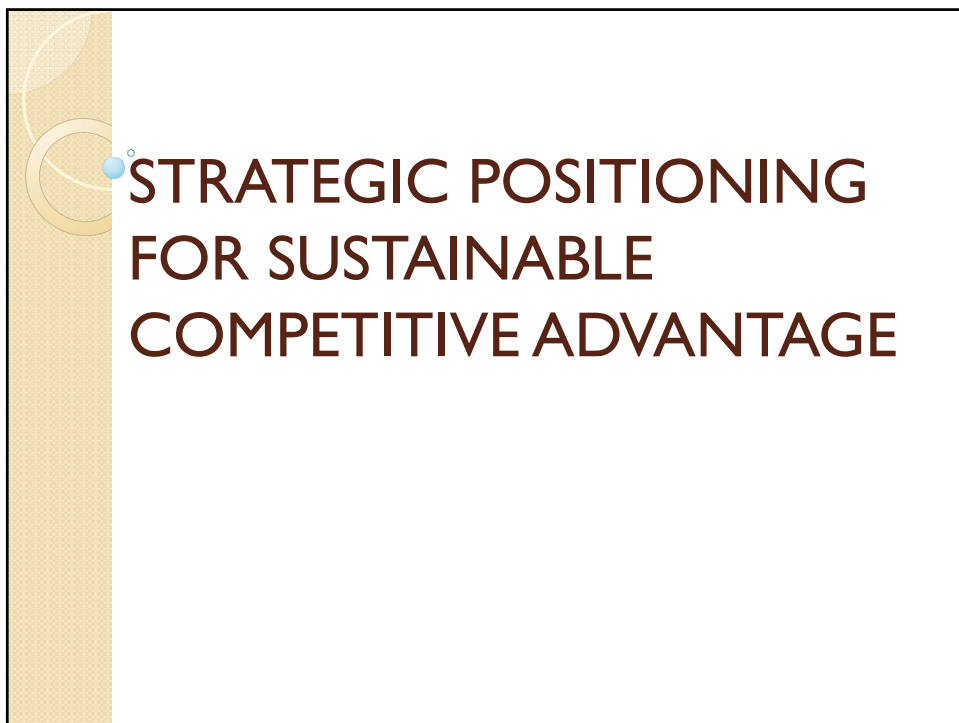 STRATEGIC POSITIONING
FOR SUSTAINABLE
COMPETITIVE ADVANTAGE